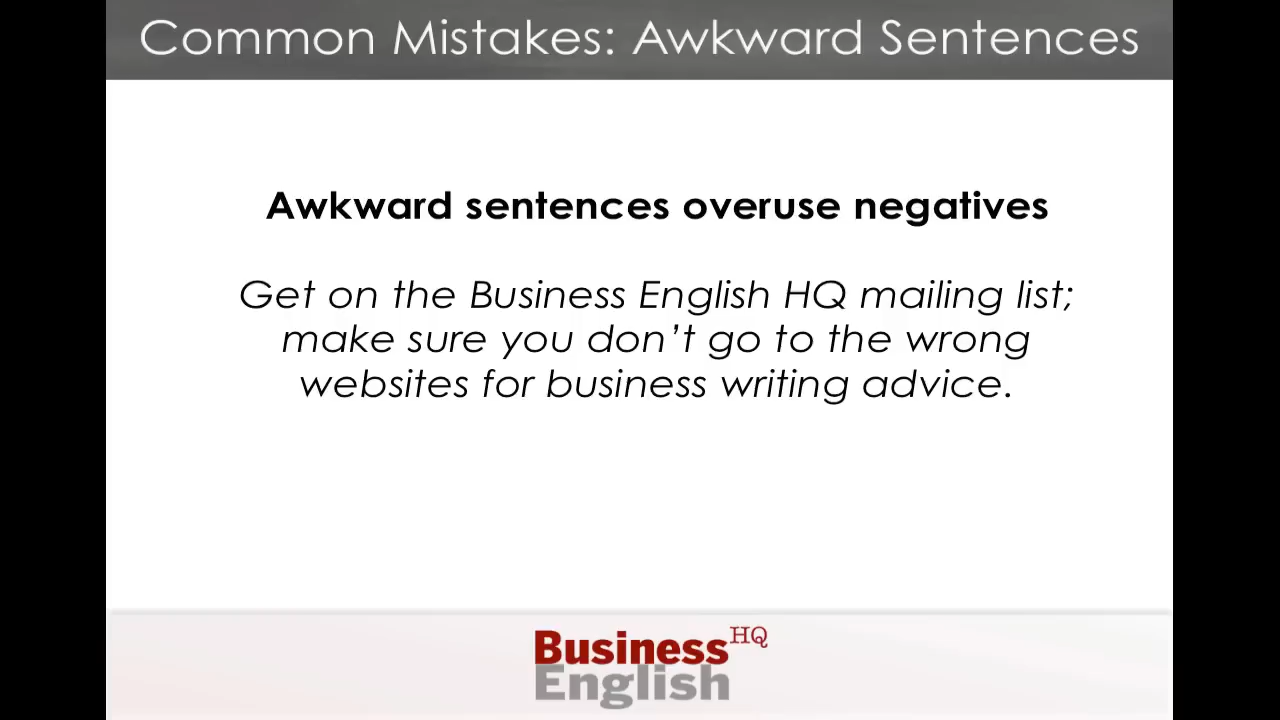 Common Mistakes: Awkward Sentences
Awkward sentences overuse negatives
Get on the Business English HQ mailing list;
make sure you don’t go to the wrong
websites for business writing advice.
Business HQ
English